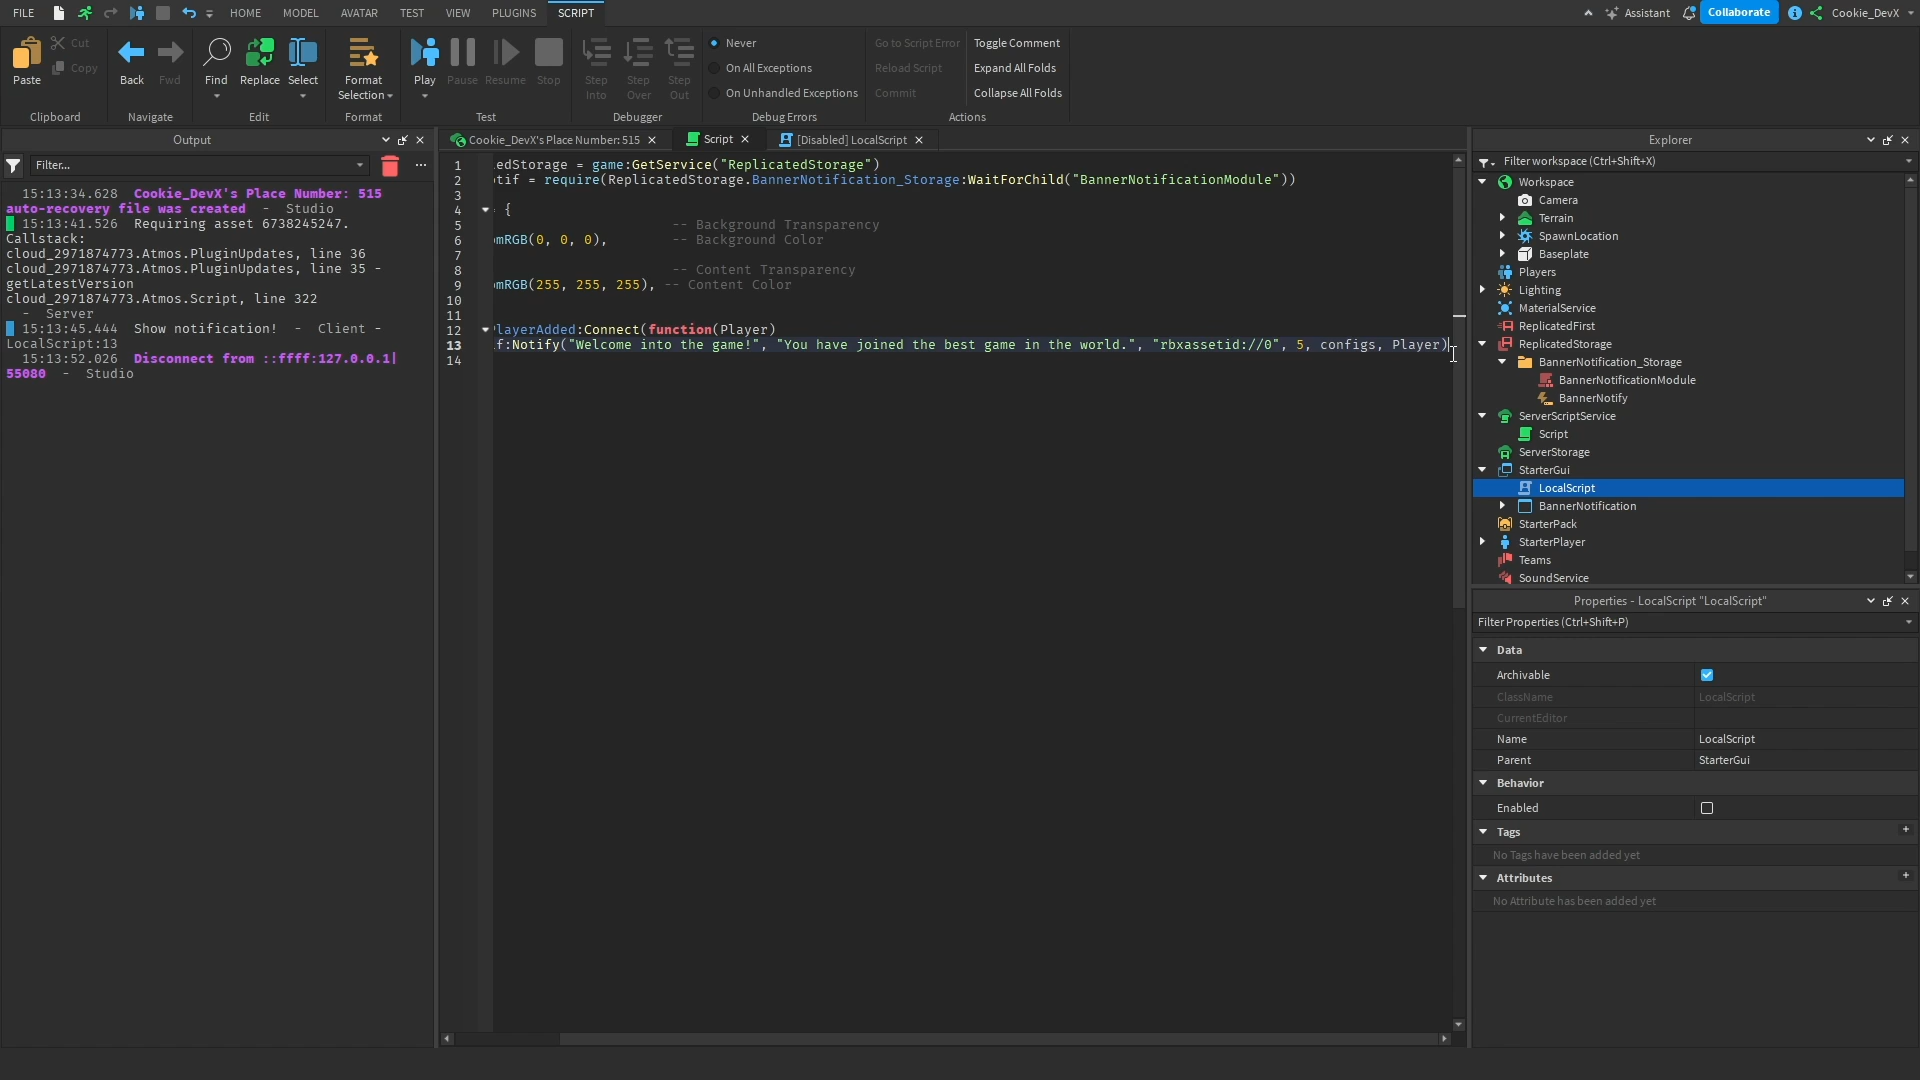 FILE HOME MODEL AVATAR TEST VIEW PLUGINS SCRIPT Assistant Collaborate Cookie_DevX
Paste Cut Copy Back Fwd Find Replace Select Format Selection Play Pause Resume Stop Step Into Step Over Step Out
Never
On All Exceptions
On Unhandled Exceptions
Go to Script Error
Reload Script
Commit
Toggle Comment
Expand All Folds
Collapse All Folds
Clipboard Navigate Edit Format Test Debugger Debug Errors Actions
Output
Filter...
15:13:34.628 Cookie_DevX's Place Number: 515
auto-recovery file was created - Studio
15:13:41.526 Requiring asset 6738245247.
Callstack:
cloud_2971874773.Atmos.PluginUpdates, line 36
cloud_2971874773.Atmos.PluginUpdates, line 35 -
getLatestVersion
cloud_2971874773.Atmos.Script, line 322
- Server
15:13:45.444 Show notification! - Client -
LocalScript:13
15:13:52.026 Disconnect from ::ffff:127.0.0.1|
55080 - Studio
Cookie_DevX's Place Number: 515 Script [Disabled] LocalScript
1 edStorage = game:GetService("ReplicatedStorage")
2 tif = require(ReplicatedStorage.BannerNotification_Storage:WaitForChild("BannerNotificationModule"))
3
4 {
5 -- Background Transparency
6 mRGB(0, 0, 0), -- Background Color
7
8 -- Content Transparency
9 mRGB(255, 255, 255), -- Content Color
10
11
12 layerAdded:Connect(function(Player)
13 f:Notify("Welcome into the game!", "You have joined the best game in the world.", "rbxassetid://0", 5, configs, Player)
14
Explorer
Filter workspace (Ctrl+Shift+X)
Workspace
Camera
Terrain
SpawnLocation
Baseplate
Players
Lighting
MaterialService
ReplicatedFirst
ReplicatedStorage
BannerNotification_Storage
BannerNotificationModule
BannerNotify
ServerScriptService
Script
ServerStorage
StarterGui
LocalScript
BannerNotification
StarterPack
StarterPlayer
Teams
SoundService
Properties - LocalScript "LocalScript"
Filter Properties (Ctrl+Shift+P)
Data
Archivable
ClassName LocalScript
CurrentEditor
Name LocalScript
Parent StarterGui
Behavior
Enabled
Tags +
No Tags have been added yet
Attributes +
No Attribute has been added yet